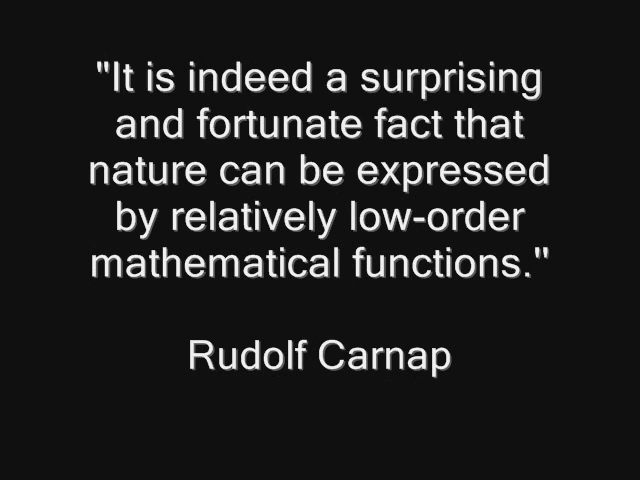 "It is indeed a surprising
and fortunate fact that
nature can be expressed
by relatively low-order
mathematical functions."
Rudolf Carnap